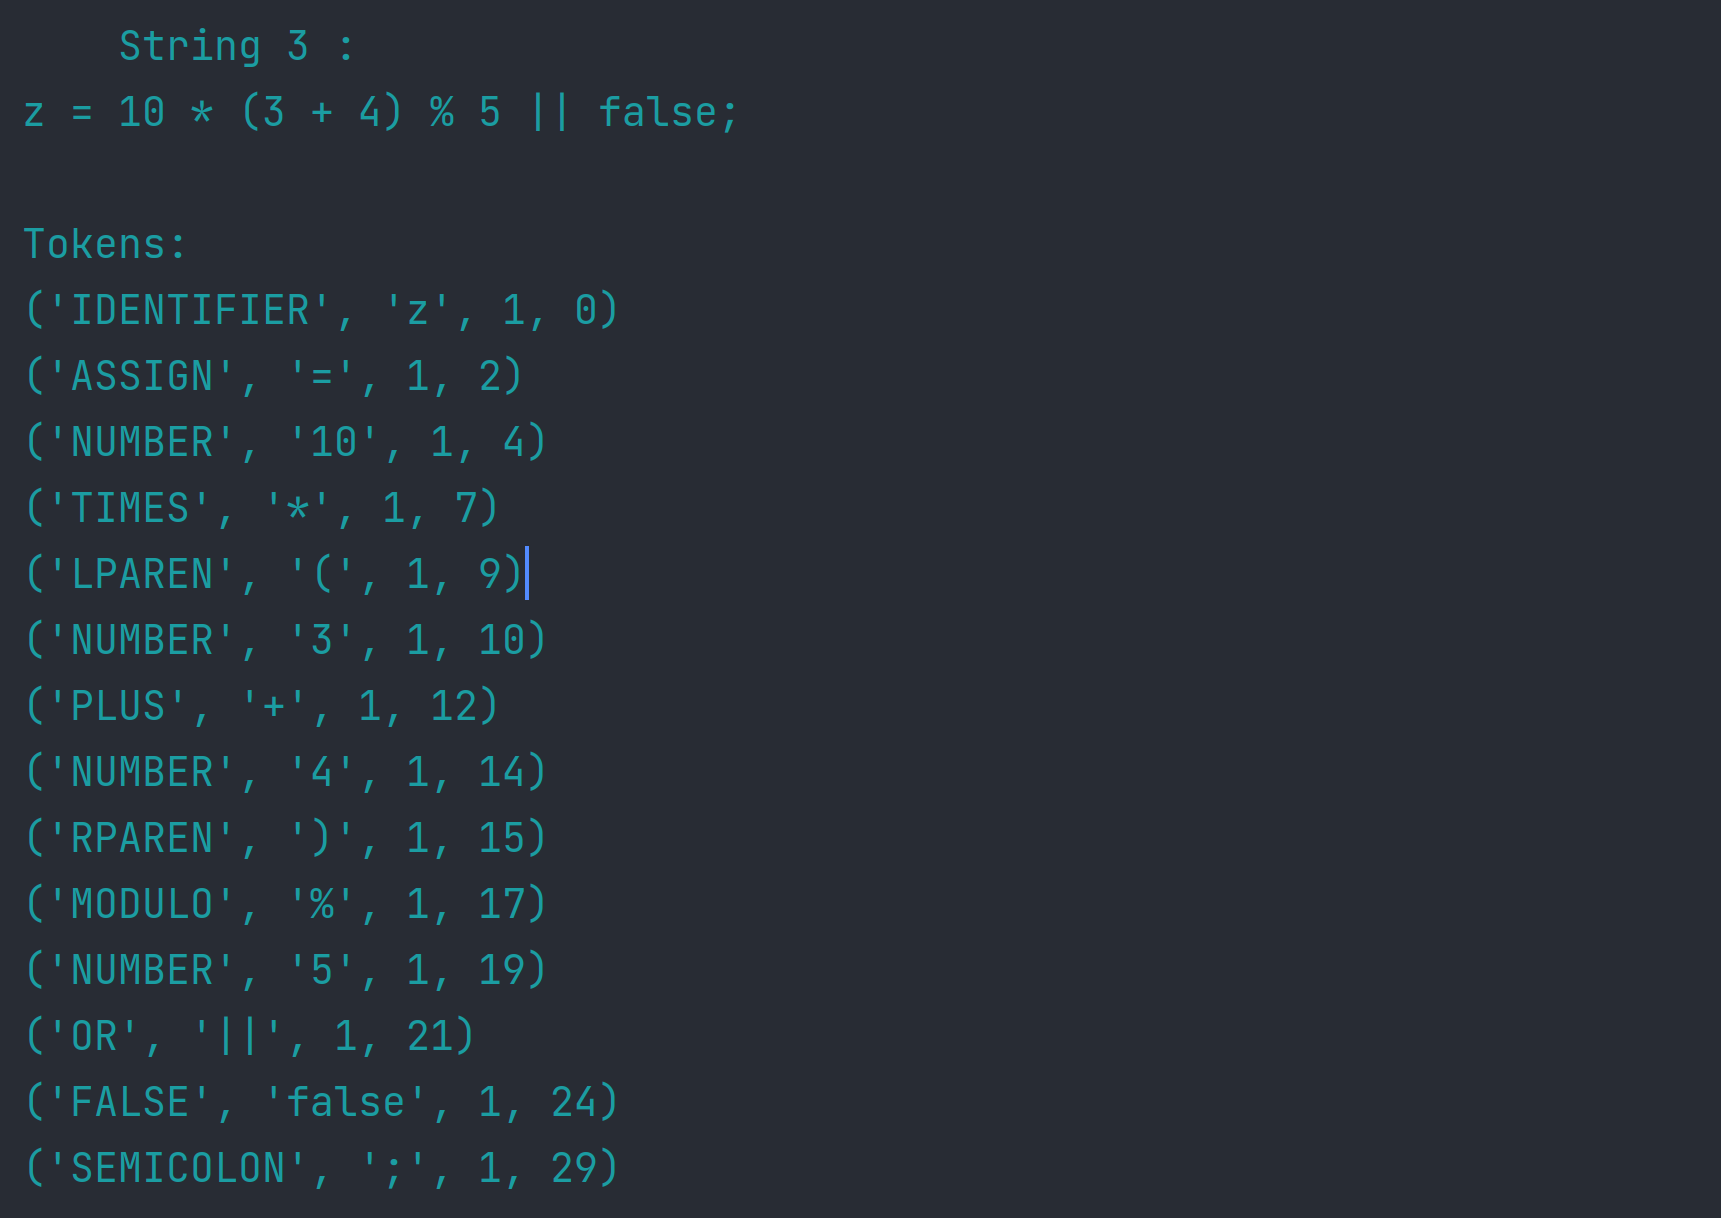 String 3 :
z = 10 * (3 + 4) % 5 || false;
Tokens:
('IDENTIFIER', 'z', 1, 0)
('ASSIGN', '=', 1, 2)
('NUMBER', '10', 1, 4)
('TIMES', '*', 1, 7)
('LPAREN', '(', 1, 9)
('NUMBER', '3', 1, 10)
('PLUS', '+', 1, 12)
('NUMBER', '4', 1, 14)
('RPAREN', ')', 1, 15)
('MODULO', '%', 1, 17)
('NUMBER', '5', 1, 19)
('OR', '||', 1, 21)
('FALSE', 'false', 1, 24)
('SEMICOLON', ';', 1, 29)